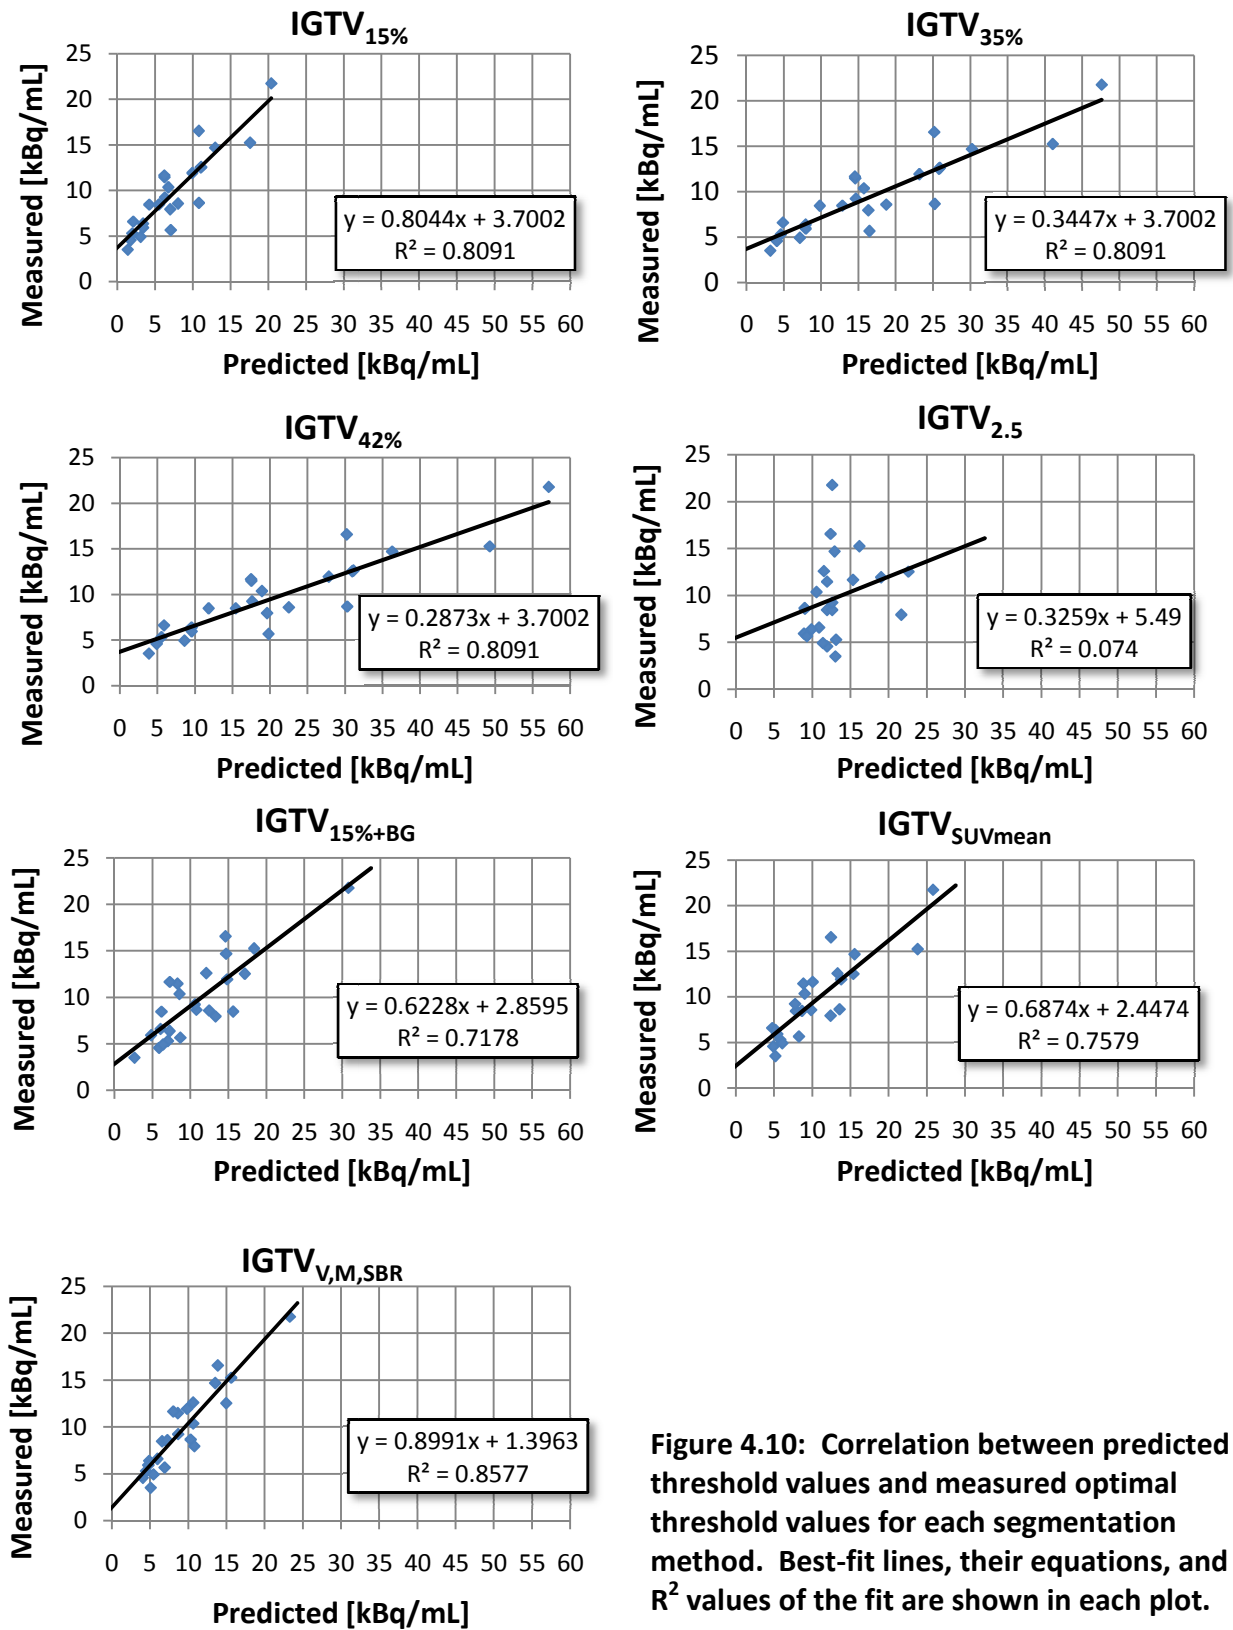 IGTV15%
25
20
15
10
5
0
Measured [kBq/mL]
y = 0.8044x + 3.7002
R² = 0.8091
0 5 10 15 20 25 30 35 40 45 50 55 60
Predicted [kBq/mL]
IGTV35%
25
20
15
10
5
0
Measured [kBq/mL]
y = 0.3447x + 3.7002
R² = 0.8091
0 5 10 15 20 25 30 35 40 45 50 55 60
Predicted [kBq/mL]
IGTV42%
25
20
15
10
5
0
Measured [kBq/mL]
y = 0.2873x + 3.7002
R² = 0.8091
0 5 10 15 20 25 30 35 40 45 50 55 60
Predicted [kBq/mL]
IGTV2.5
25
20
15
10
5
0
Measured [kBq/mL]
y = 0.3259x + 5.49
R² = 0.074
0 5 10 15 20 25 30 35 40 45 50 55 60
Predicted [kBq/mL]
IGTV15%+BG
25
20
15
10
5
0
Measured [kBq/mL]
y = 0.6228x + 2.8595
R² = 0.7178
0 5 10 15 20 25 30 35 40 45 50 55 60
Predicted [kBq/mL]
IGTVSUVmean
25
20
15
10
5
0
Measured [kBq/mL]
y = 0.6874x + 2.4474
R² = 0.7579
0 5 10 15 20 25 30 35 40 45 50 55 60
Predicted [kBq/mL]
IGTVV,M,SBR
25
20
15
10
5
0
Measured [kBq/mL]
y = 0.8991x + 1.3963
R² = 0.8577
0 5 10 15 20 25 30 35 40 45 50 55 60
Predicted [kBq/mL]
Figure 4.10: Correlation between predicted
threshold values and measured optimal
threshold values for each segmentation
method. Best-fit lines, their equations, and
R² values of the fit are shown in each plot.